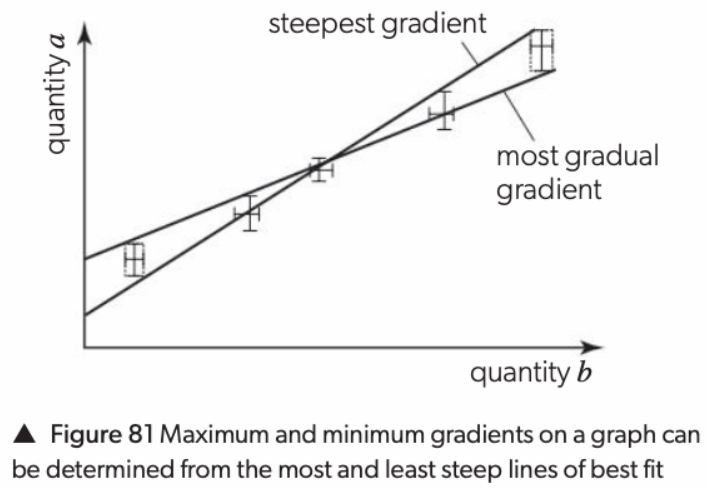 steepest gradient
quantity a
most gradual
gradient
quantity b
▲ Figure 81 Maximum and minimum gradients on a graph can
be determined from the most and least steep lines of best fit